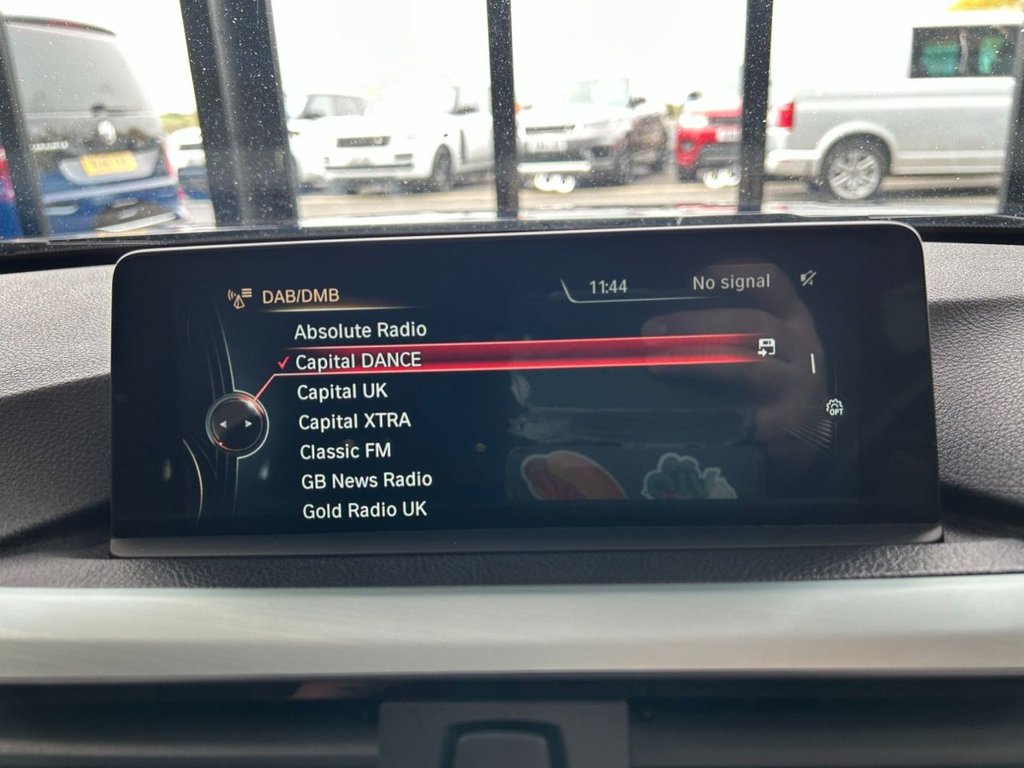 DAB/DMB
11:44
No signal
Absolute Radio
Capital DANCE
Capital UK
Capital XTRA
Classic FM
GB News Radio
Gold Radio UK
OPT